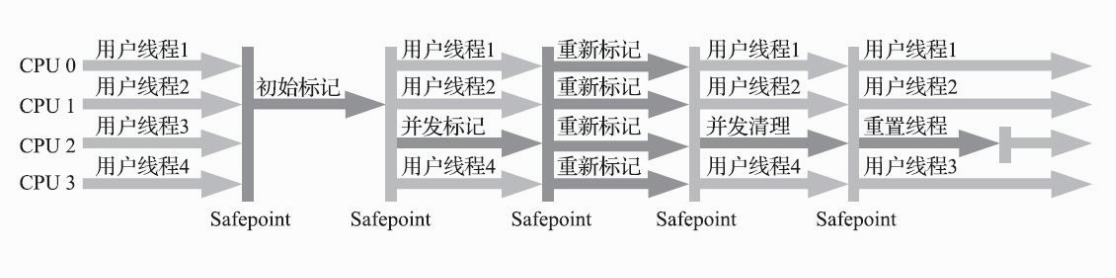 CPU 0 用户线程1 用户线程1 重新标记 用户线程1 用户线程1
CPU 1 用户线程2 初始标记 用户线程2 重新标记 用户线程2 用户线程2
CPU 2 用户线程3 并发标记 重新标记 并发清理 重置线程
CPU 3 用户线程4 用户线程4 重新标记 用户线程4 用户线程3
Safepoint Safepoint Safepoint Safepoint Safepoint